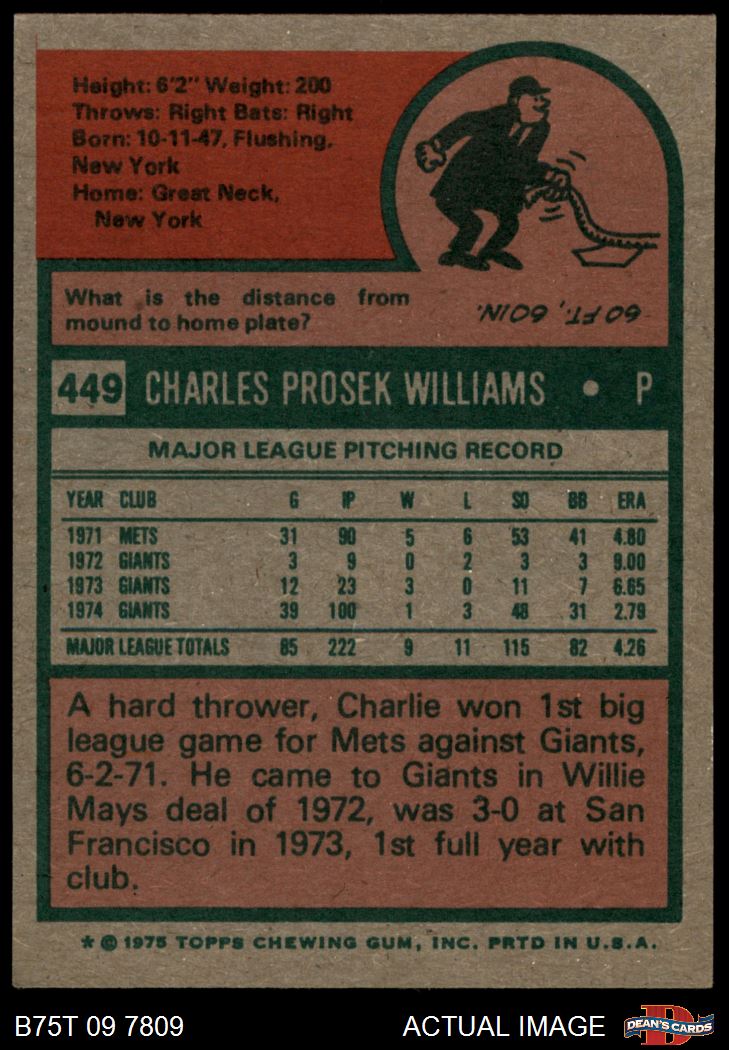 Height: 6'2" Weight: 200
Throws: Right Bats: Right
Born: 10-11-47, Flushing,
New York
Home: Great Neck,
New York
What is the distance from
mound to home plate?
60 FT., 60IN.
449 CHARLES PROSEK WILLIAMS • P
MAJOR LEAGUE PITCHING RECORD
YEAR CLUB G IP W L SO BB ERA
1971 METS 31 90 5 6 53 41 4.80
1972 GIANTS 3 9 0 2 3 3 9.00
1973 GIANTS 12 23 3 0 11 7 6.65
1974 GIANTS 39 100 1 3 48 31 2.79
MAJOR LEAGUE TOTALS 85 222 9 11 115 82 4.26
A hard thrower, Charlie won 1st big
league game for Mets against Giants,
6-2-71. He came to Giants in Willie
Mays deal of 1972, was 3-0 at San
Francisco in 1973, 1st full year with
club.
* © 1975 TOPPS CHEWING GUM, INC. PRTD IN U.S.A.
B75T 09 7809 ACTUAL IMAGE D DEAN'S CARDS